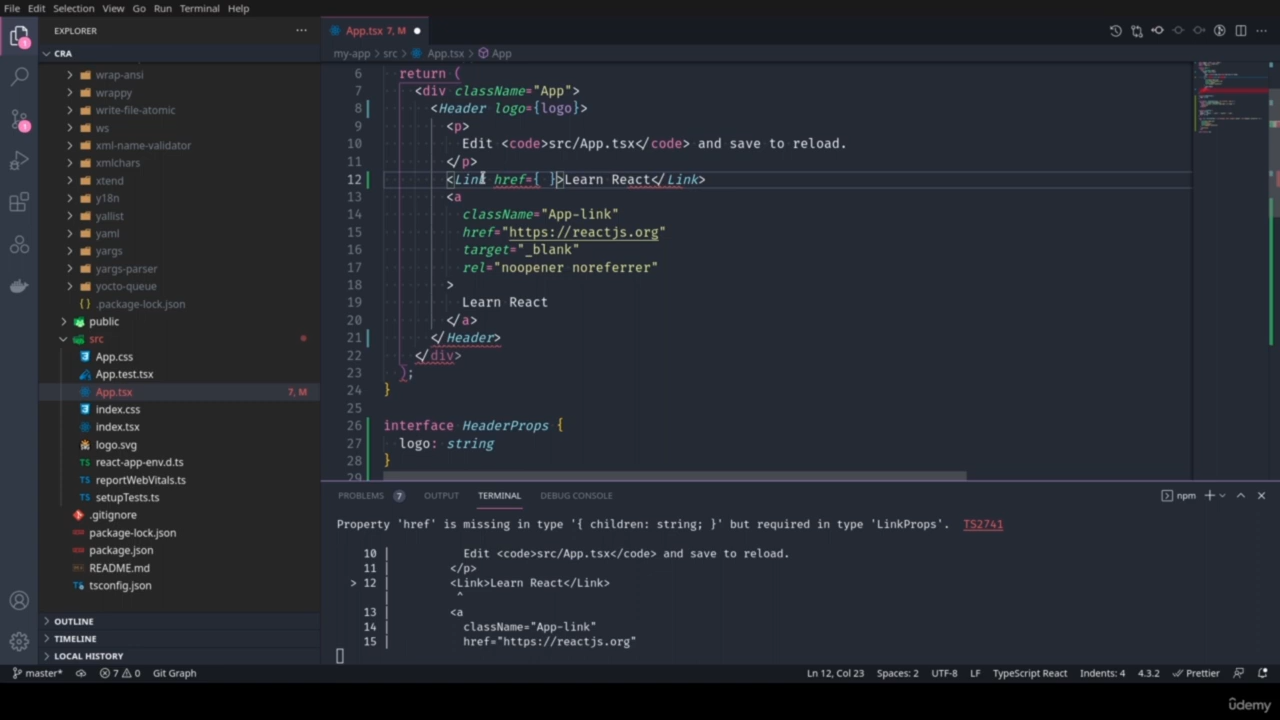 File Edit Selection View Go Run Terminal Help
EXPLORER
CRA
wrap-ansi
wrappy
write-file-atomic
ws
xml-name-validator
xmlchars
xtend
y18n
yallist
yaml
yargs
yargs-parser
yocto-queue
{} .package-lock.json
public
src
App.css
App.test.tsx
App.tsx 7, M
index.css
index.tsx
logo.svg
TS react-app-env.d.ts
TS reportWebVitals.ts
TS setupTests.ts
.gitignore
package-lock.json
package.json
README.md
tsconfig.json
OUTLINE
TIMELINE
LOCAL HISTORY
App.tsx 7, M
my-app > src > App.tsx > App
6 return (
7 <div className="App">
8 <Header logo={logo}>
9 <p>
10 Edit <code>src/App.tsx</code> and save to reload.
11 </p>
12 <Link href={ }>Learn React</Link>
13 <a
14 className="App-link"
15 href="https://reactjs.org"
16 target="_blank"
17 rel="noopener noreferrer"
18 >
19 Learn React
20 </a>
21 </Header>
22 </div>
23 );
24 }
25
26 interface HeaderProps {
27 logo: string
28 }
29
PROBLEMS 7 OUTPUT TERMINAL DEBUG CONSOLE
npm
Property 'href' is missing in type '{ children: string; }' but required in type 'LinkProps'. TS2741
10 | Edit <code>src/App.tsx</code> and save to reload.
11 | </p>
> 12 | <Link>Learn React</Link>
| ^
13 | <a
14 | className="App-link"
15 | href="https://reactjs.org"
master* 7 0 Git Graph
Ln 12, Col 23 Spaces: 2 UTF-8 LF TypeScript React Indents: 4 4.3.2 Prettier
ûdemy